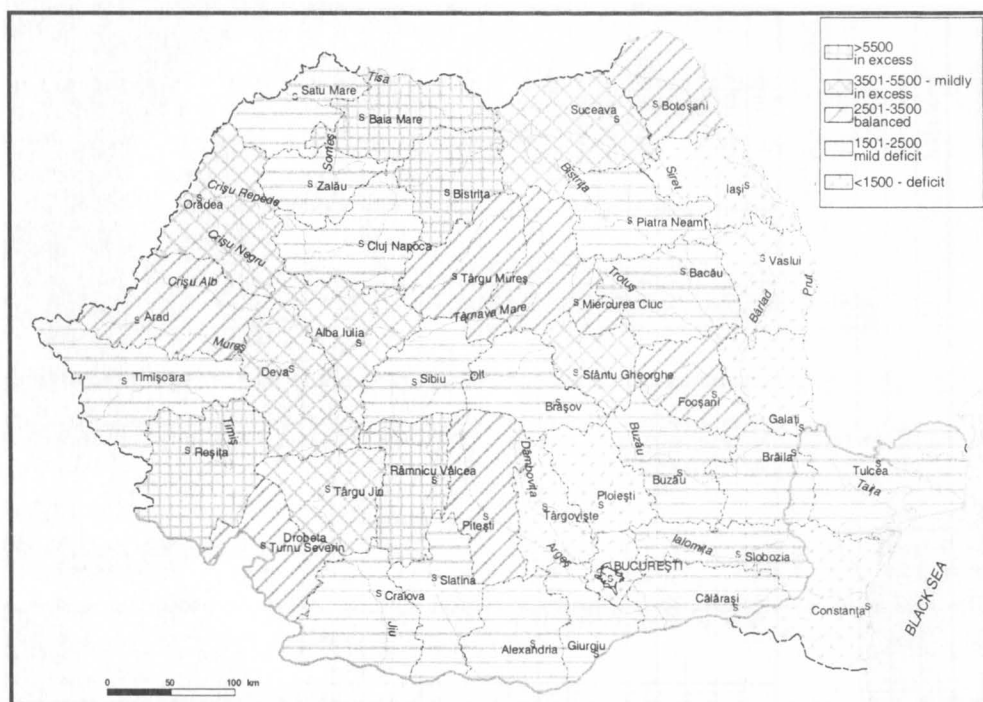 >5500
in excess
3501-5500 - mildly
in excess
2501-3500
balanced
1501-2500
mild deficit
<1500 - deficit
Tisa
Satu Mare
Baia Mare
Suceava
Botoşani
Someş
Zalău
Bistriţa
Bistriţa
Siret
Iaşi
Crişu Repede
Oradea
Piatra Neamţ
Crişu Negru
Cluj Napoca
Vaslui
Prut
Crişu Alb
Târgu Mureş
Trotuş
Bacău
Miercurea Ciuc
Bârlad
Arad
Alba Iulia
Târnava Mare
Mureş
Timişoara
Deva
Sibiu
Olt
Sfântu Gheorghe
Focşani
Braşov
Galaţi
Timiş
Reşiţa
Râmnicu Vâlcea
Dâmboviţa
Buzău
Buzău
Brăila
Tulcea
Taiţa
Târgu Jin
Ploieşti
Târgovişte
Piteşti
Drobeta
Turnu Severin
Argeş
Ialomiţa
Slobozia
BUCUREŞTI
Slatina
Craiova
Călăraşi
Constanţa
BLACK SEA
Jiu
Alexandria
Giurgiu
0 50 100 km